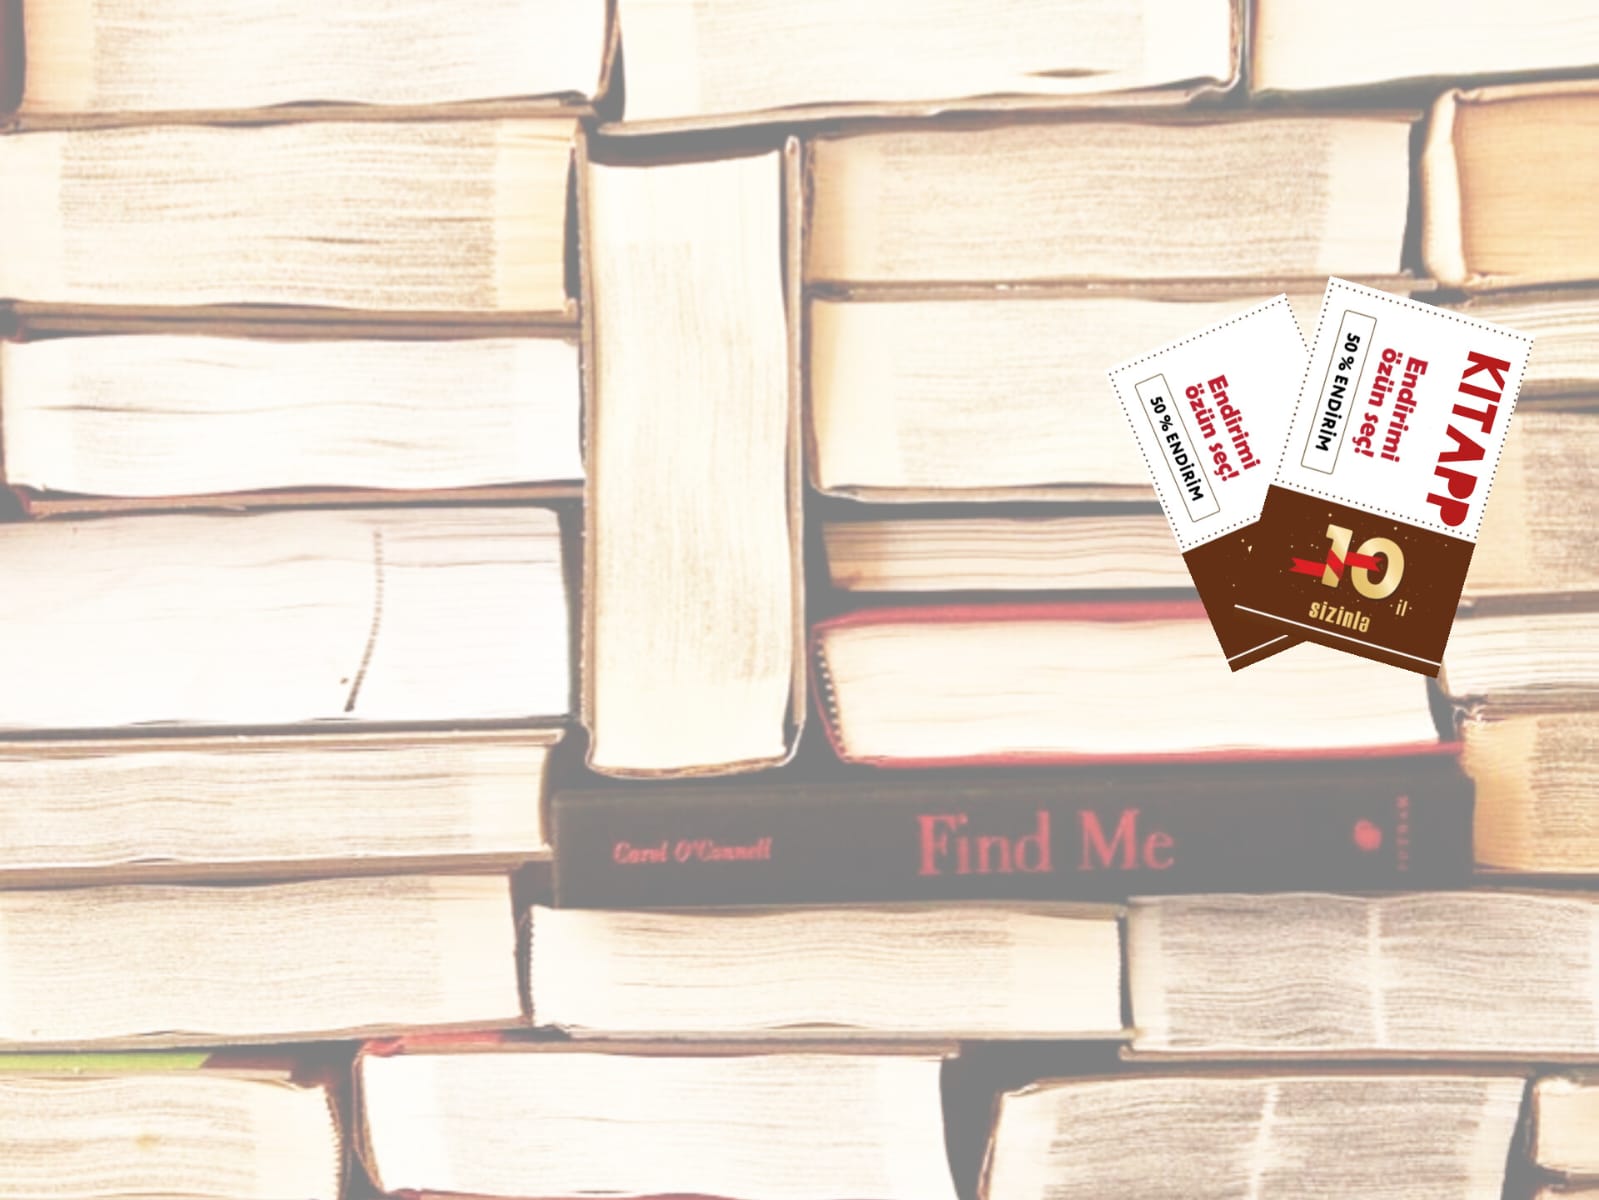 Endirimi
özün seç!
50 % ENDİRİM
KITAPP
Endirimi
özün seç!
50 % ENDİRİM
10
il
sizinlə
Carol O'Connell
Find Me